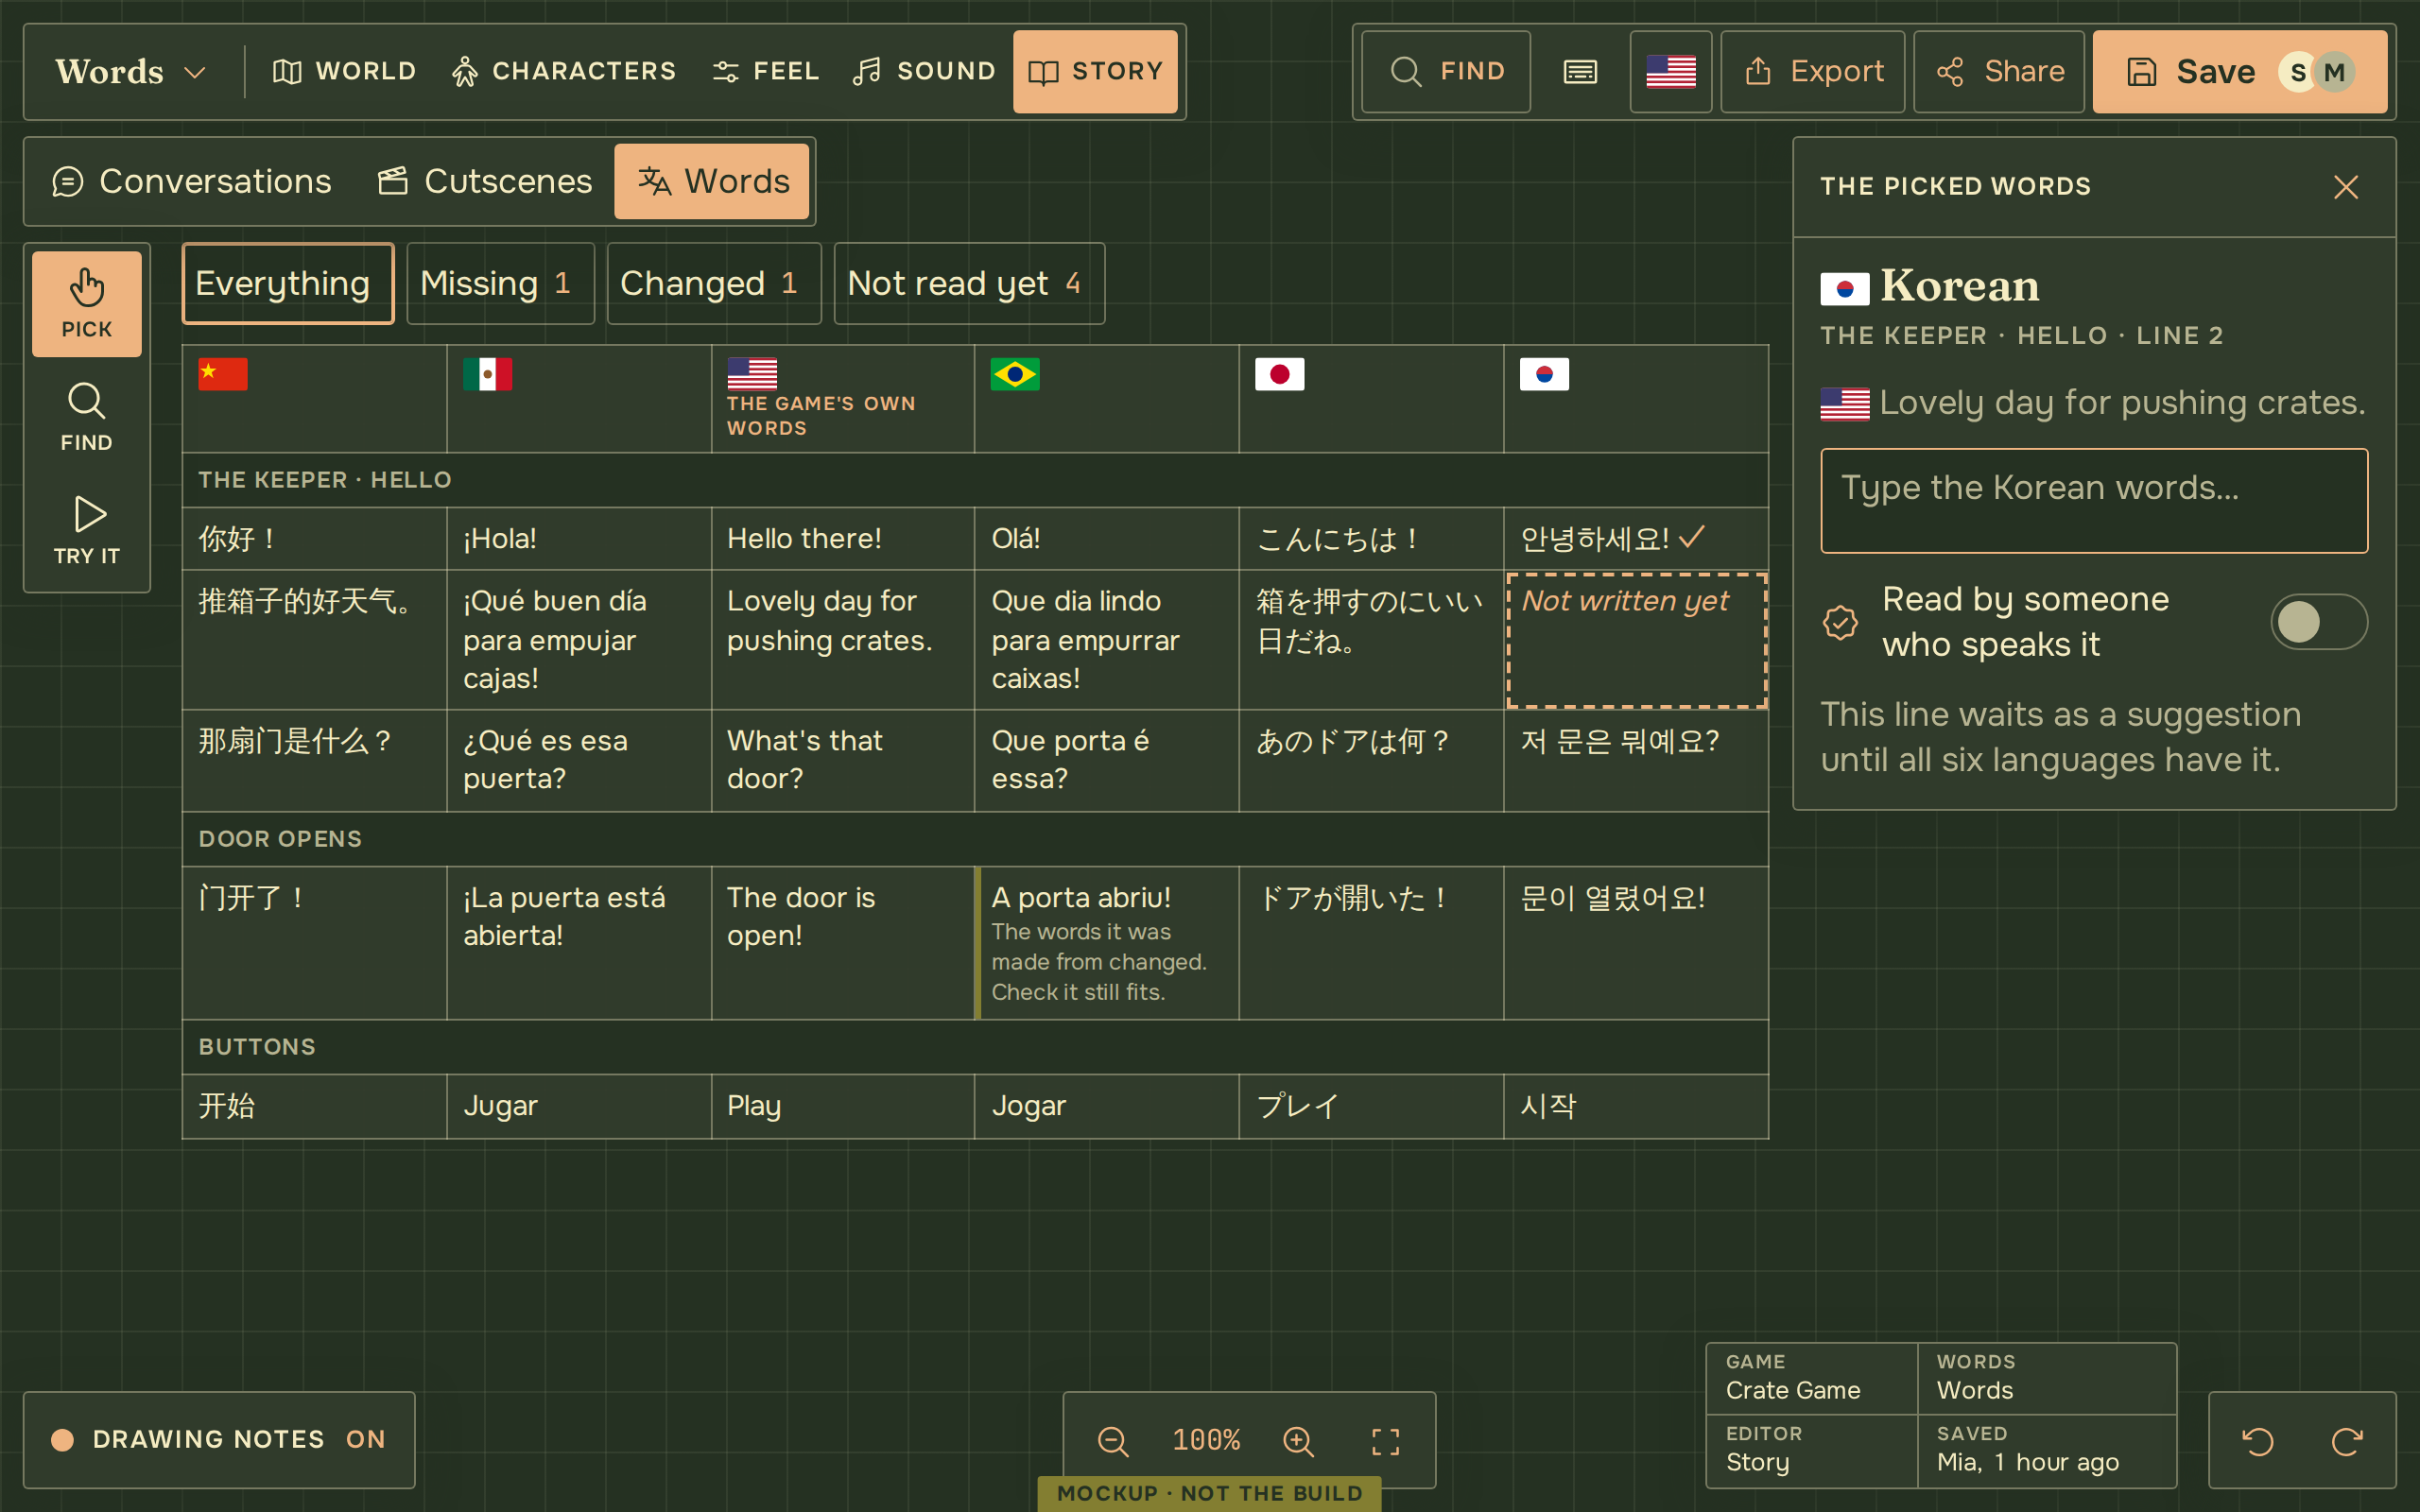 Words
WORLD
CHARACTERS
FEEL
SOUND
STORY
FIND
Export
Share
Save
S
M
Conversations
Cutscenes
Words
PICK
FIND
TRY IT
Everything
Missing 1
Changed 1
Not read yet 4
THE GAME'S OWN
WORDS
THE KEEPER · HELLO
你好！
¡Hola!
Hello there!
Olá!
こんにちは！
안녕하세요!
推箱子的好天气。
¡Qué buen día
para empujar
cajas!
Lovely day for
pushing crates.
Que dia lindo
para empurrar
caixas!
箱を押すのにいい
日だね。
Not written yet
那扇门是什么？
¿Qué es esa
puerta?
What's that
door?
Que porta é
essa?
あのドアは何？
저 문은 뭐예요?
DOOR OPENS
门开了！
¡La puerta está
abierta!
The door is
open!
A porta abriu!
The words it was
made from changed.
Check it still fits.
ドアが開いた！
문이 열렸어요!
BUTTONS
开始
Jugar
Play
Jogar
プレイ
시작
THE PICKED WORDS
Korean
THE KEEPER · HELLO · LINE 2
Lovely day for pushing crates.
Type the Korean words...
Read by someone
who speaks it
This line waits as a suggestion
until all six languages have it.
DRAWING NOTES ON
100%
MOCKUP · NOT THE BUILD
GAME
Crate Game
WORDS
Words
EDITOR
Story
SAVED
Mia, 1 hour ago